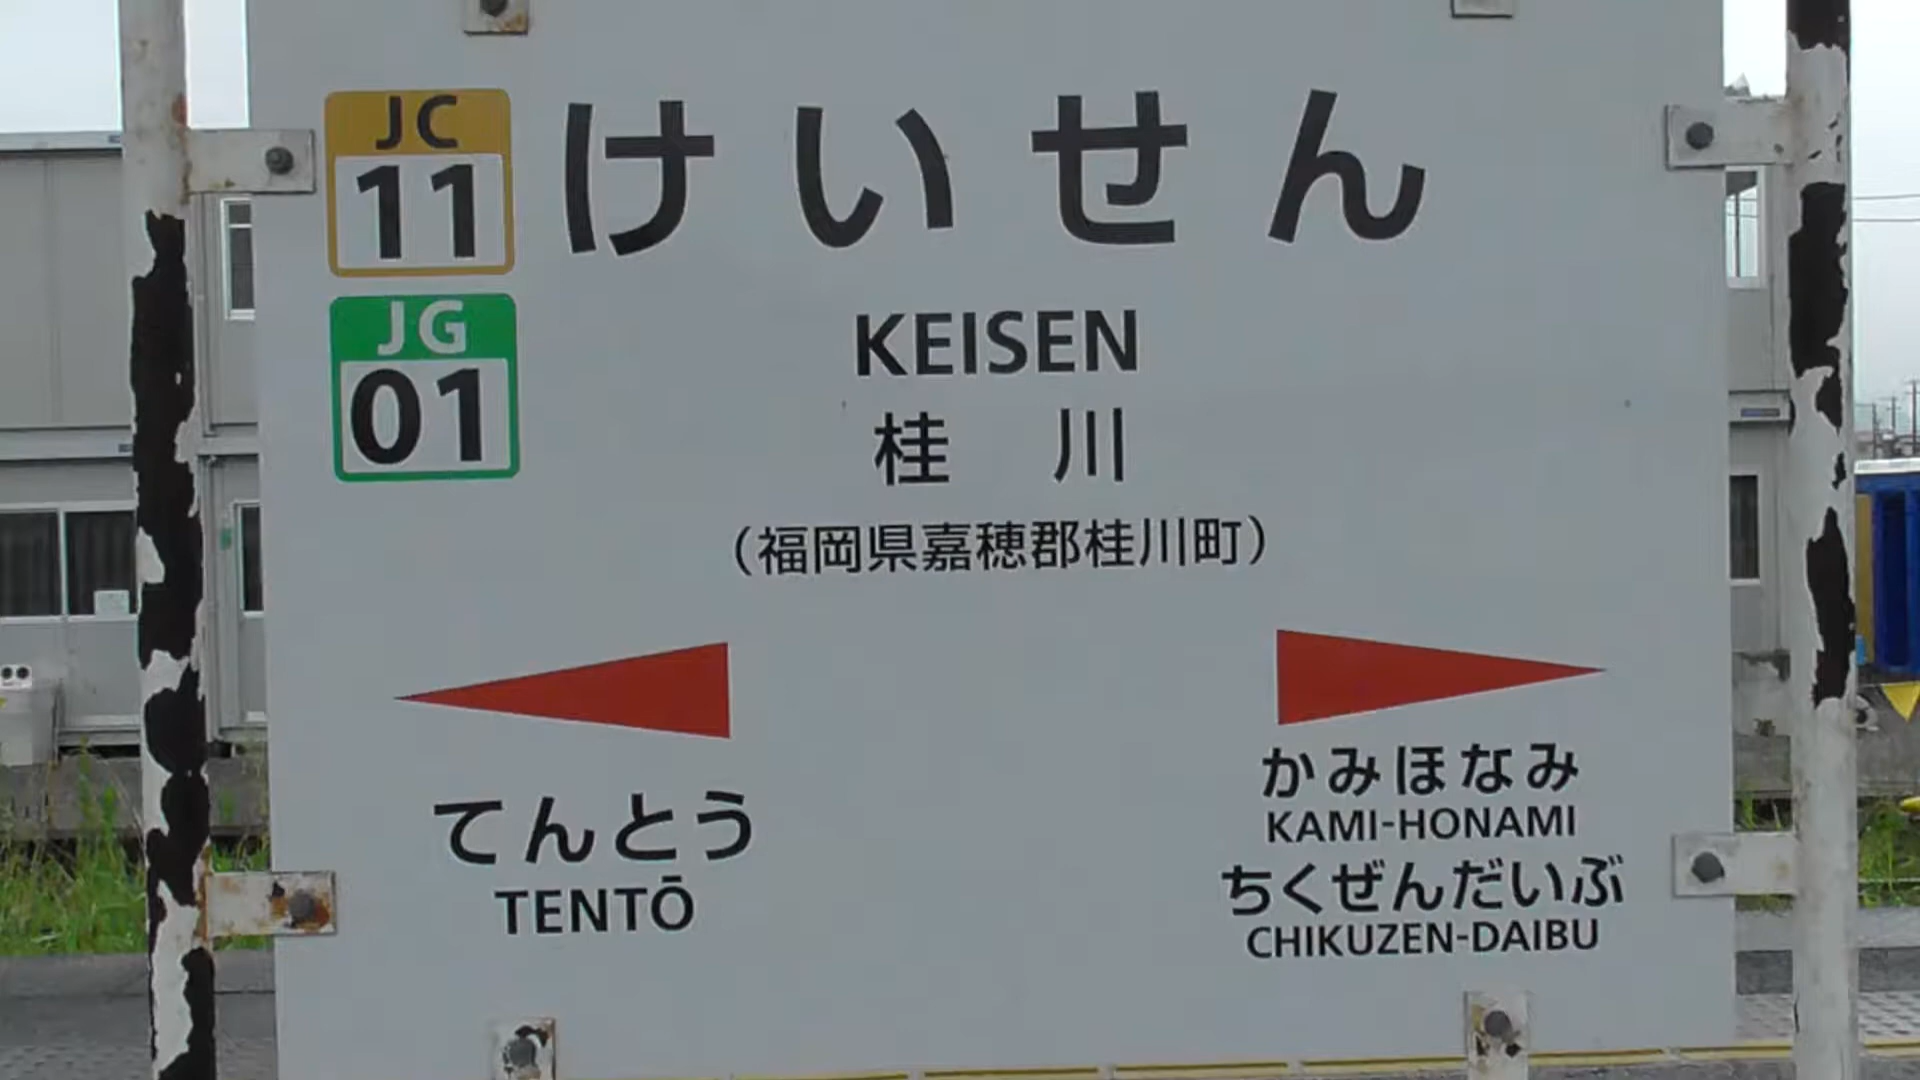 JC
11
けいせん
JG
01
KEISEN
桂川
(福岡県嘉穂郡桂川町)
てんとう
TENTŌ
かみほなみ
KAMI-HONAMI
ちくぜんだいぶ
CHIKUZEN-DAIBU